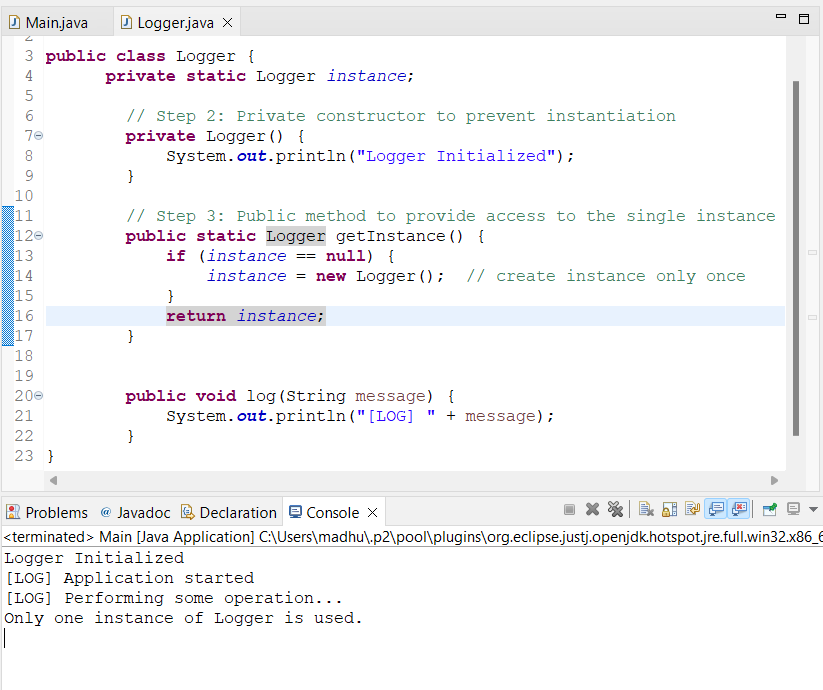 Main.java Logger.java
2
3 public class Logger {
4 private static Logger instance;
5
6 // Step 2: Private constructor to prevent instantiation
7 private Logger() {
8 System.out.println("Logger Initialized");
9 }
10
11 // Step 3: Public method to provide access to the single instance
12 public static Logger getInstance() {
13 if (instance == null) {
14 instance = new Logger(); // create instance only once
15 }
16 return instance;
17 }
18
19
20 public void log(String message) {
21 System.out.println("[LOG] " + message);
22 }
23 }
Problems @ Javadoc Declaration Console
<terminated> Main [Java Application] C:\Users\madhu\.p2\pool\plugins\org.eclipse.justj.openjdk.hotspot.jre.full.win32.x86_6
Logger Initialized
[LOG] Application started
[LOG] Performing some operation...
Only one instance of Logger is used.